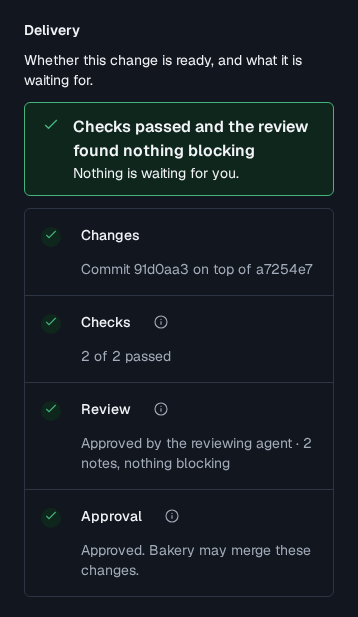 Delivery
Whether this change is ready, and what it is
waiting for.
Checks passed and the review
found nothing blocking
Nothing is waiting for you.
Changes
Commit 91d0aa3 on top of a7254e7
Checks
2 of 2 passed
Review
Approved by the reviewing agent · 2
notes, nothing blocking
Approval
Approved. Bakery may merge these
changes.